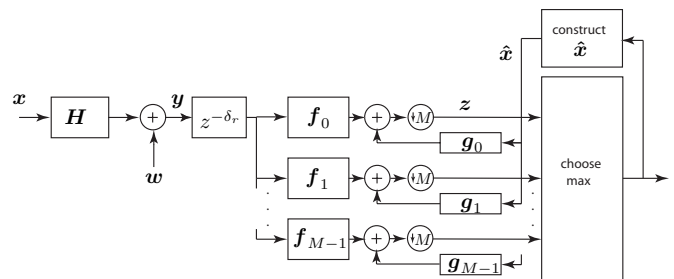 construct
x̂
x̂
x
H
+
y
z^{-δ_r}
w
f_0
+
↓M
z
g_0
f_1
+
↓M
g_1
choose
max
f_{M-1}
+
↓M
g_{M-1}